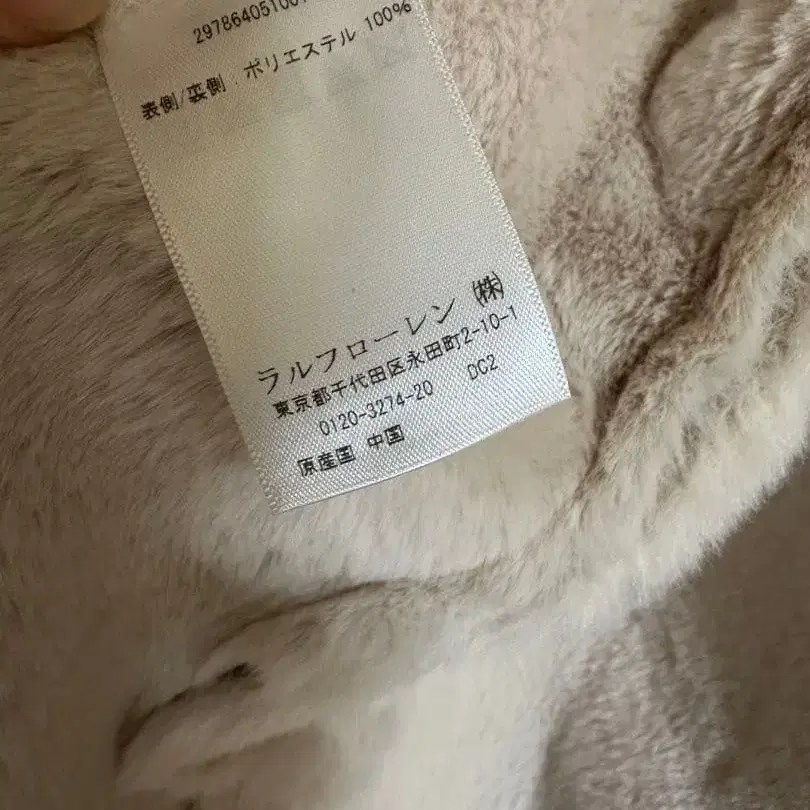 表側/裏側 : ポリエステル 100%
ラルフローレン ㈱
東京都千代田区永田町2-10-1
0120-3274-20 DC2
原産国 中国